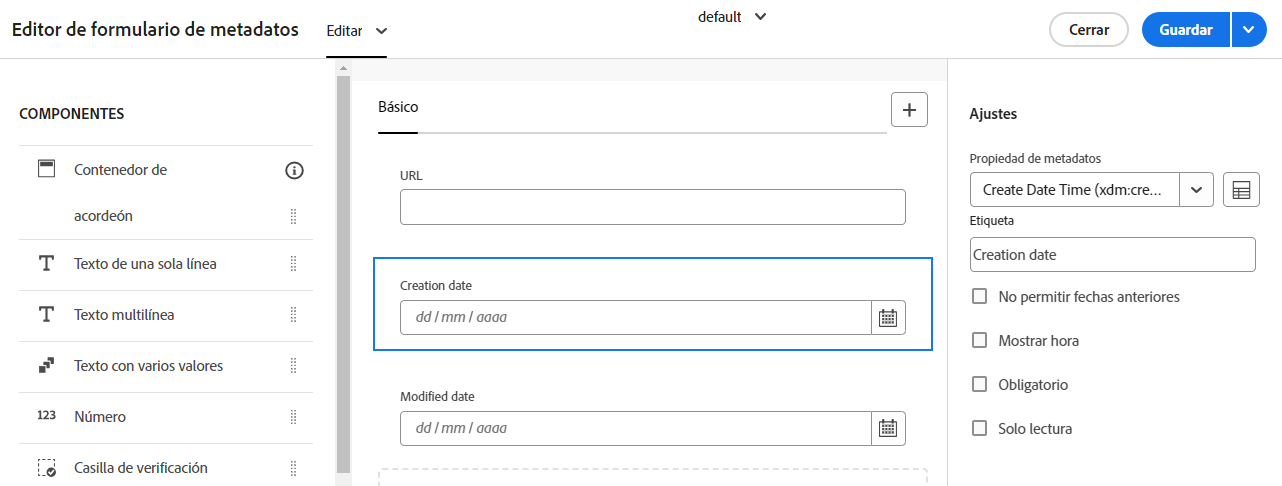 Editor de formulario de metadatos
Editar
default
Cerrar
Guardar
COMPONENTES
Contenedor de
acordeón
Texto de una sola línea
Texto multilínea
Texto con varios valores
123 Número
Casilla de verificación
Básico
URL
Creation date
dd / mm / aaaa
Modified date
dd / mm / aaaa
Ajustes
Propiedad de metadatos
Create Date Time (xdm:cre...
Etiqueta
Creation date
No permitir fechas anteriores
Mostrar hora
Obligatorio
Solo lectura